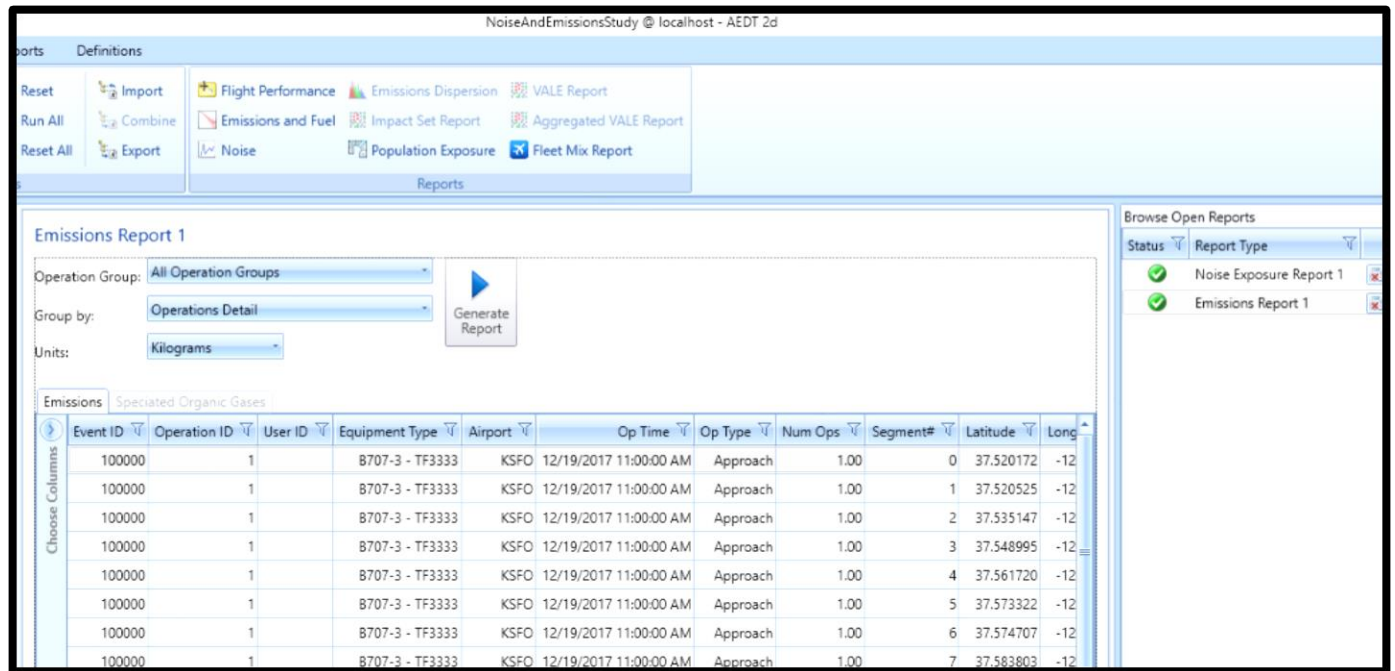 NoiseAndEmissionsStudy @ localhost - AEDT 2d
ports Definitions
Reset Import Flight Performance Emissions Dispersion VALE Report
Run All Combine Emissions and Fuel Impact Set Report Aggregated VALE Report
Reset All Export Noise Population Exposure Fleet Mix Report
s Reports
Emissions Report 1
Operation Group: All Operation Groups
Group by: Operations Detail
Units: Kilograms
Generate
Report
Emissions Speciated Organic Gases
Choose Columns
Event ID Operation ID User ID Equipment Type Airport Op Time Op Type Num Ops Segment# Latitude Long
100000 1 B707-3 - TF3333 KSFO 12/19/2017 11:00:00 AM Approach 1.00 0 37.520172 -12
100000 1 B707-3 - TF3333 KSFO 12/19/2017 11:00:00 AM Approach 1.00 1 37.520525 -12
100000 1 B707-3 - TF3333 KSFO 12/19/2017 11:00:00 AM Approach 1.00 2 37.535147 -12
100000 1 B707-3 - TF3333 KSFO 12/19/2017 11:00:00 AM Approach 1.00 3 37.548995 -12
100000 1 B707-3 - TF3333 KSFO 12/19/2017 11:00:00 AM Approach 1.00 4 37.561720 -12
100000 1 B707-3 - TF3333 KSFO 12/19/2017 11:00:00 AM Approach 1.00 5 37.573322 -12
100000 1 B707-3 - TF3333 KSFO 12/19/2017 11:00:00 AM Approach 1.00 6 37.574707 -12
100000 1 B707-3 - TF3333 KSFO 12/19/2017 11:00:00 AM Approach 1.00 7 37.583803 -12
Browse Open Reports
Status Report Type
Noise Exposure Report 1
Emissions Report 1